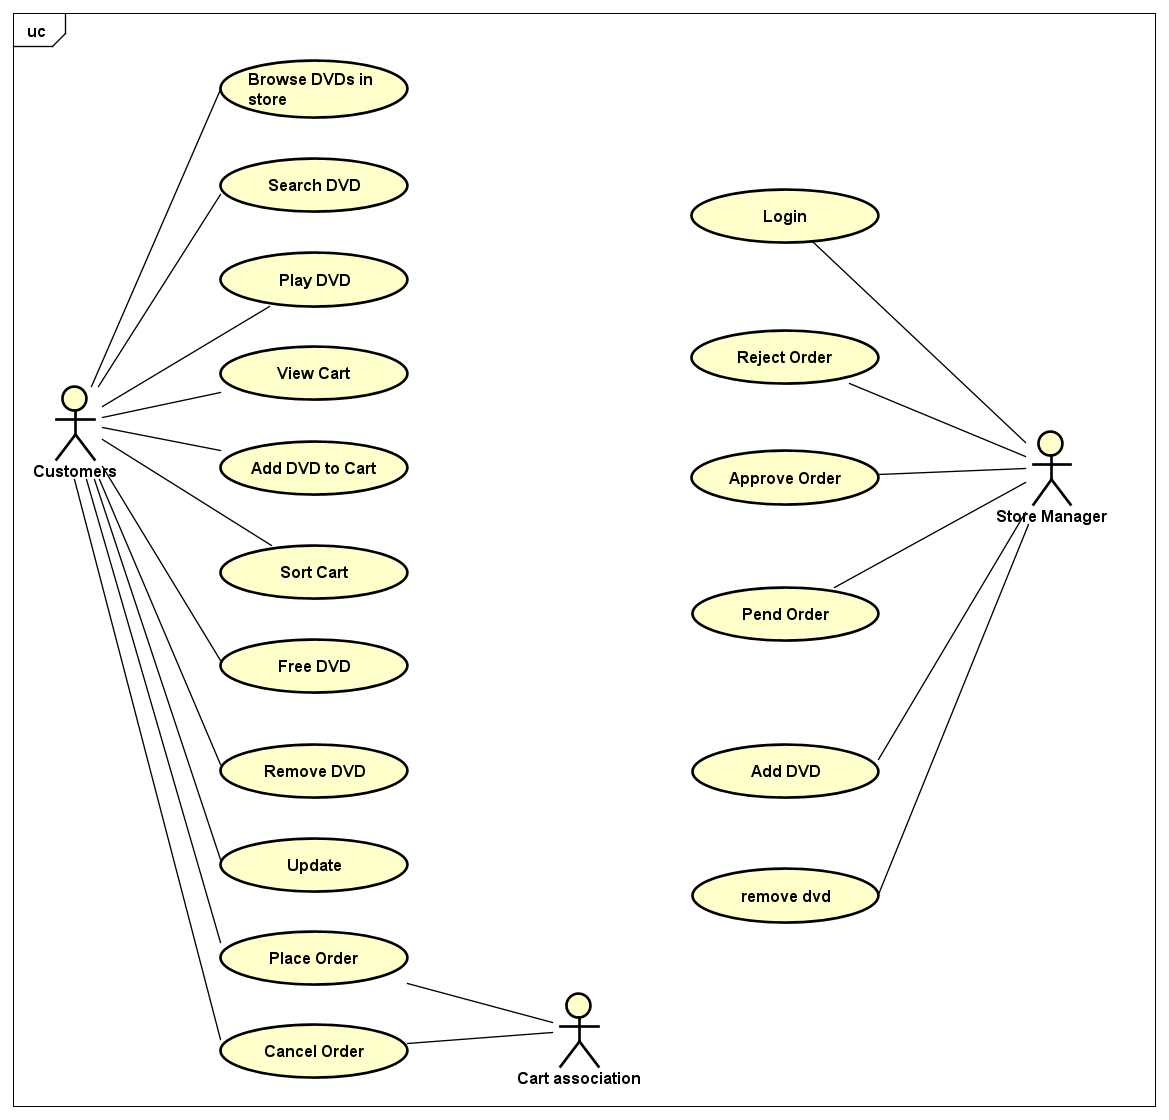 uc
Browse DVDs in
store
Search DVD
Play DVD
View Cart
Add DVD to Cart
Customers
Sort Cart
Free DVD
Remove DVD
Update
Place Order
Cancel Order
Cart association
Login
Reject Order
Approve Order
Store Manager
Pend Order
Add DVD
remove dvd